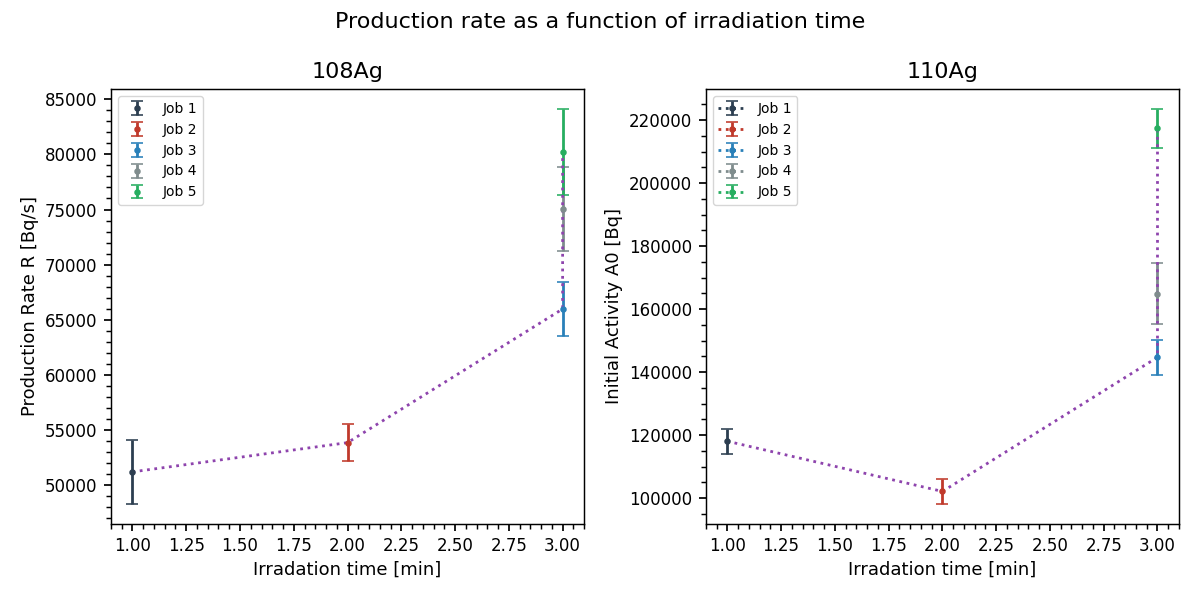 Production rate as a function of irradiation time
108Ag
Production Rate R [Bq/s]
85000
80000
75000
70000
65000
60000
55000
50000
Job 1
Job 2
Job 3
Job 4
Job 5
1.00 1.25 1.50 1.75 2.00 2.25 2.50 2.75 3.00
Irradation time [min]
110Ag
Initial Activity A0 [Bq]
220000
200000
180000
160000
140000
120000
100000
Job 1
Job 2
Job 3
Job 4
Job 5
1.00 1.25 1.50 1.75 2.00 2.25 2.50 2.75 3.00
Irradation time [min]